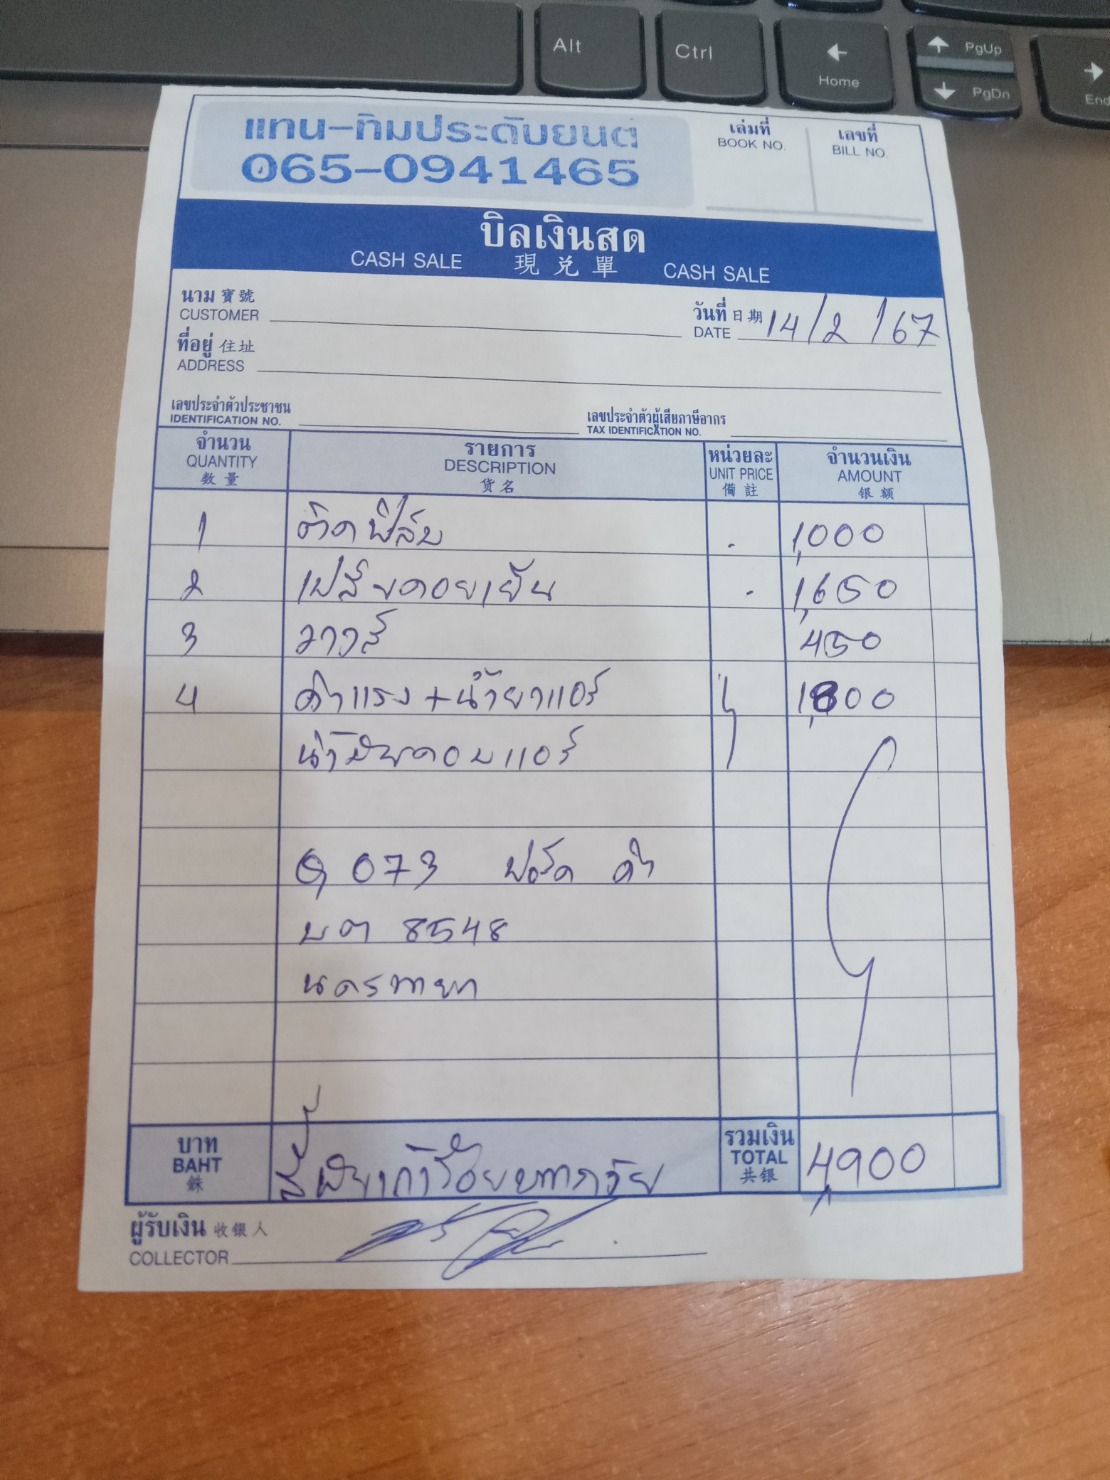 Alt
Ctrl
Home
PgUp
PgDn
End
แทน-ทิมประดับยนต์
065-0941465
เล่มที่
BOOK NO.
เลขที่
BILL NO.
บิลเงินสด
CASH SALE 現兑單 CASH SALE
นาม 寶號
CUSTOMER
วันที่ 日期
DATE 14/2/67
ที่อยู่ 住址
ADDRESS
เลขประจำตัวประชาชน
IDENTIFICATION NO.
เลขประจำตัวผู้เสียภาษีอากร
TAX IDENTIFICATION NO.
จำนวน รายการ หน่วยละ จำนวนเงิน
QUANTITY DESCRIPTION UNIT PRICE AMOUNT
数量 货名 備註 银额
1 ติดฟิล์ม 1,000
2 เปลี่ยนคอยเย็น 1,650
3 วาวล์ 450
4 ค่าแรง+น้ำยาแอร์ 1,800
น้ำมันคอมแอร์
073 ฟอร์ด ดำ
บต 8548
บาท
BAHT
銖
สี่พันเก้าร้อยบาทถ้วย
รวมเงิน
TOTAL
共银
4,900
ผู้รับเงิน 收銀人
COLLECTOR